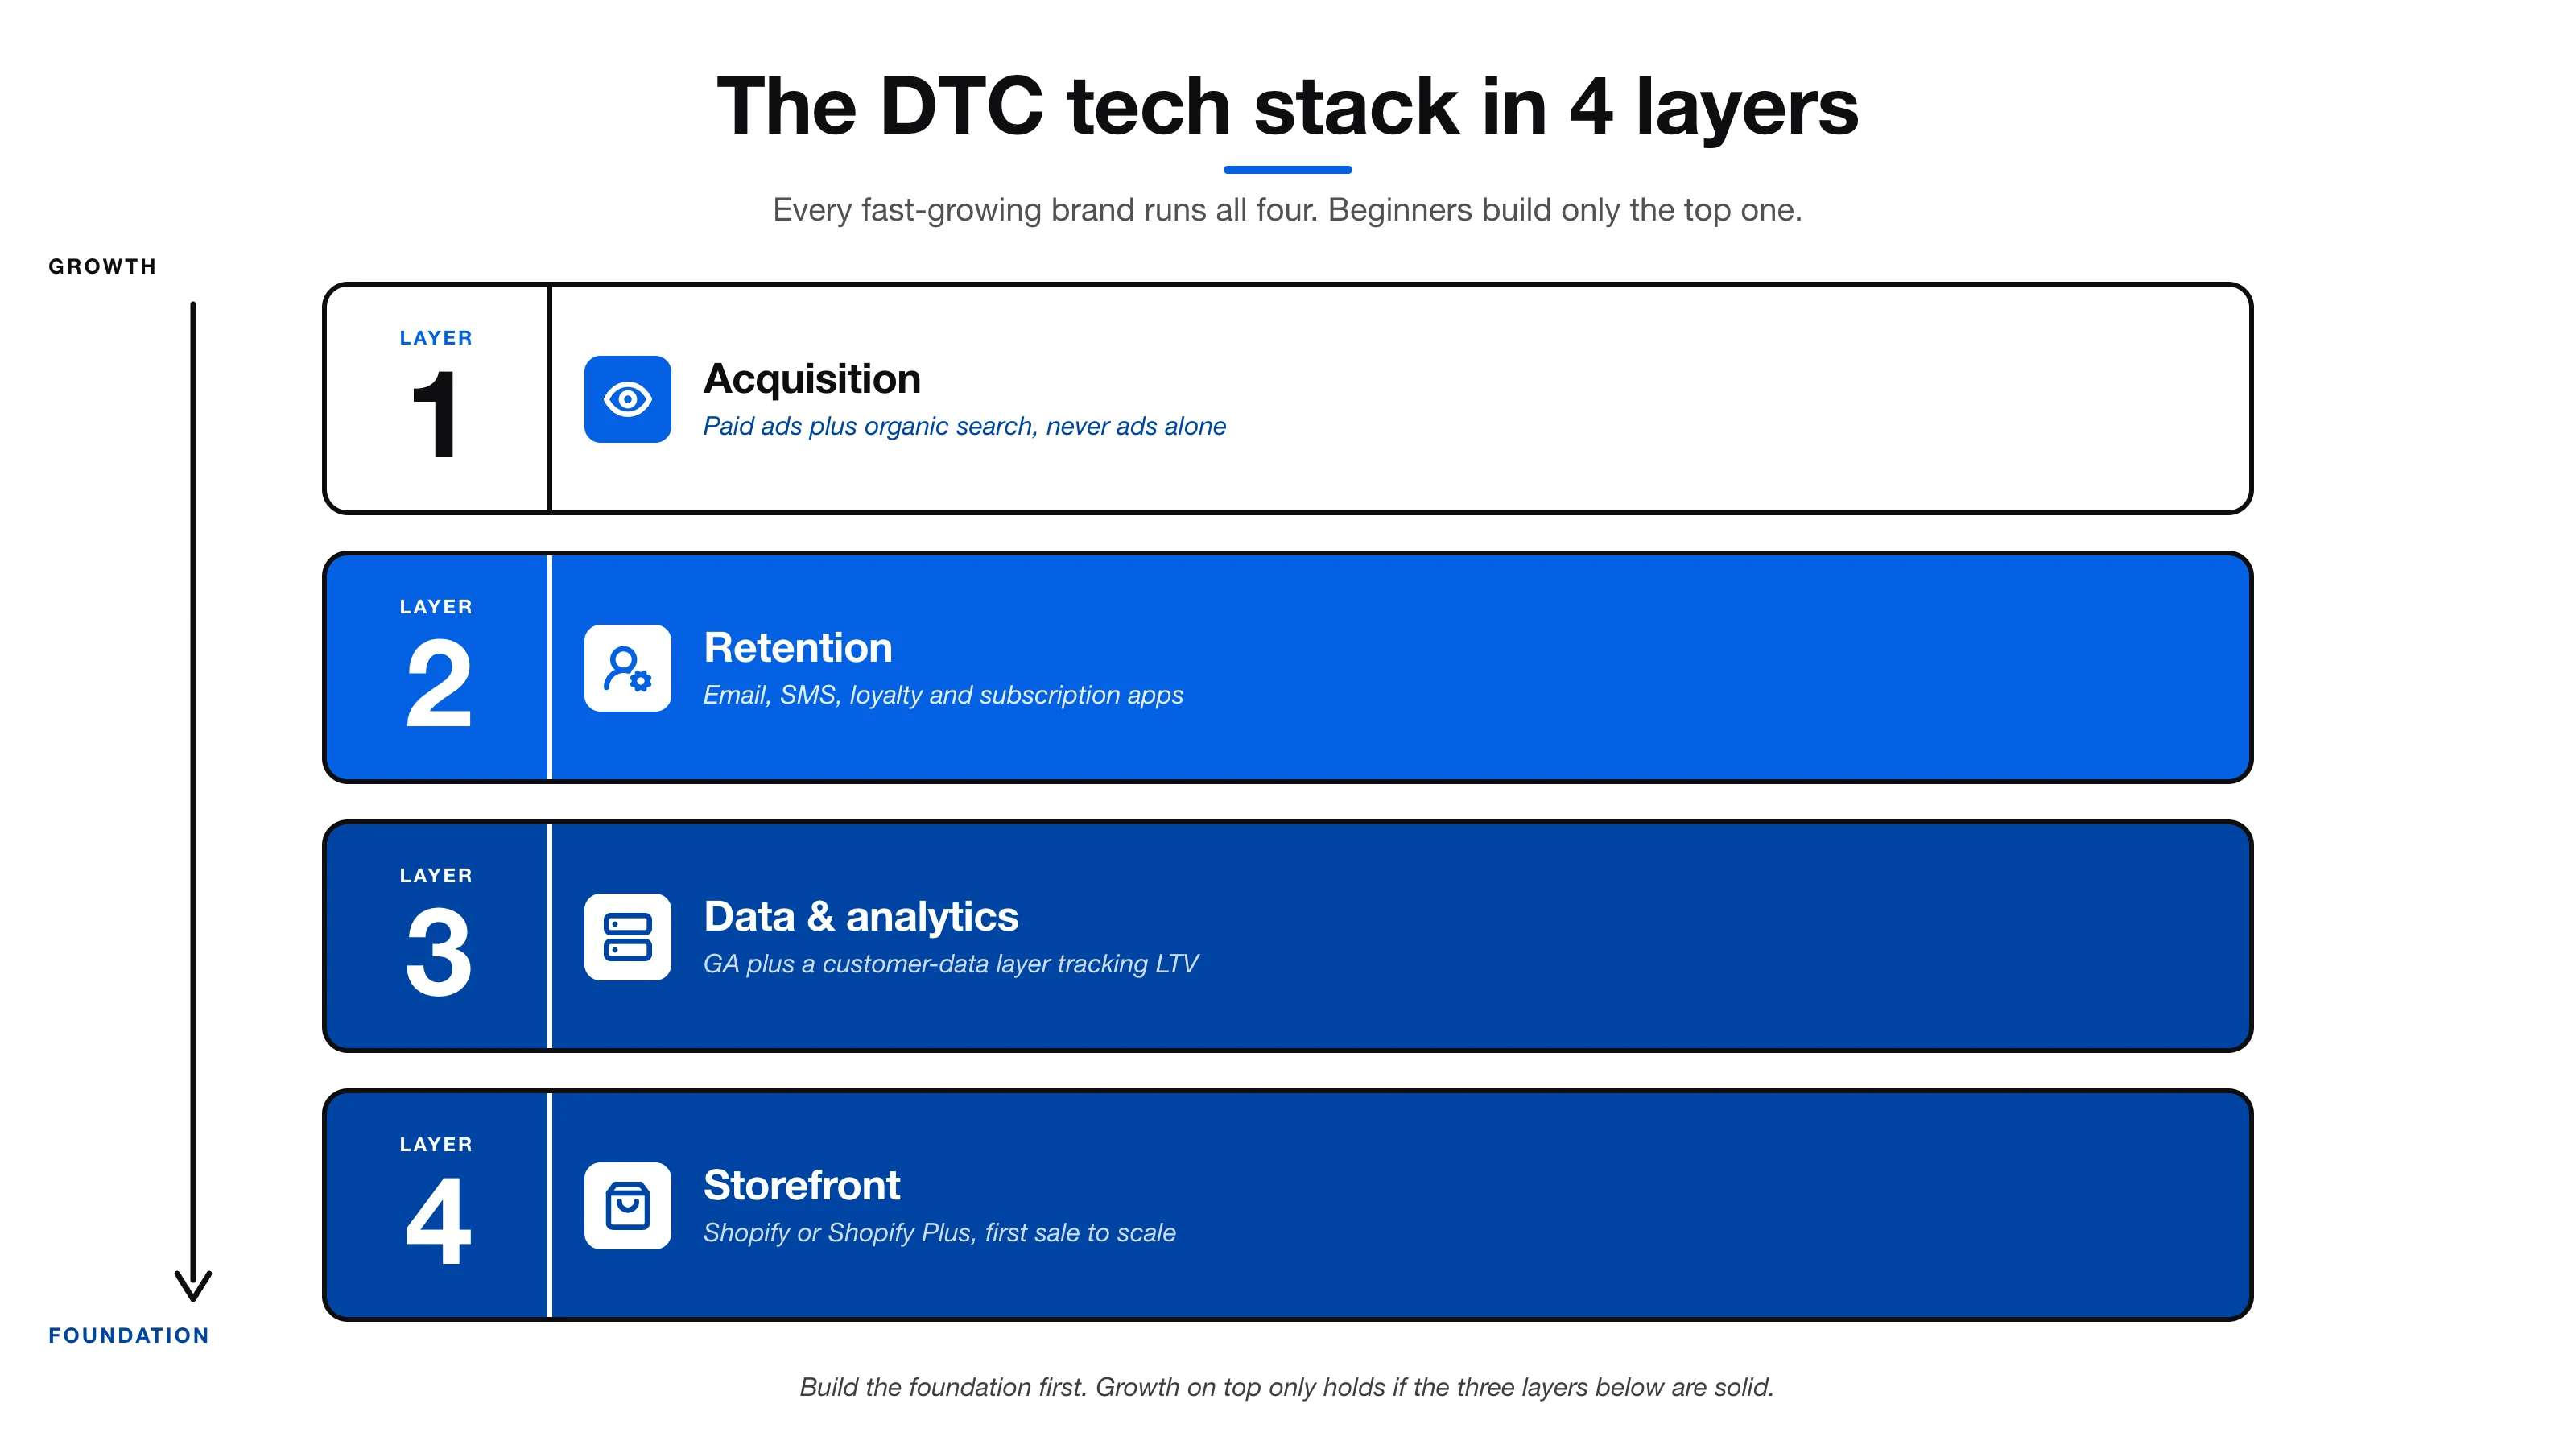 The DTC tech stack in 4 layers
Every fast-growing brand runs all four. Beginners build only the top one.
GROWTH
LAYER
1
Acquisition
Paid ads plus organic search, never ads alone
LAYER
2
Retention
Email, SMS, loyalty and subscription apps
LAYER
3
Data & analytics
GA plus a customer-data layer tracking LTV
LAYER
4
Storefront
Shopify or Shopify Plus, first sale to scale
FOUNDATION
Build the foundation first. Growth on top only holds if the three layers below are solid.